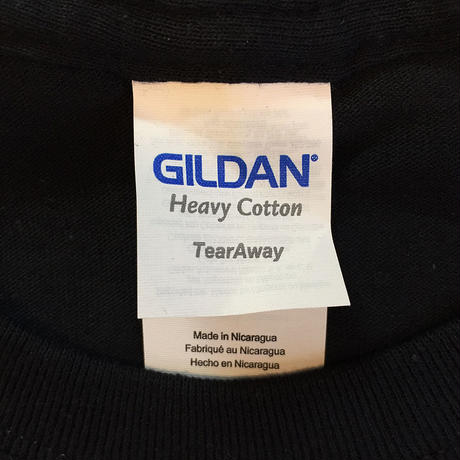 GILDAN®
Heavy Cotton
TearAway
Made in Nicaragua
Fabriqué au Nicaragua
Hecho en Nicaragua